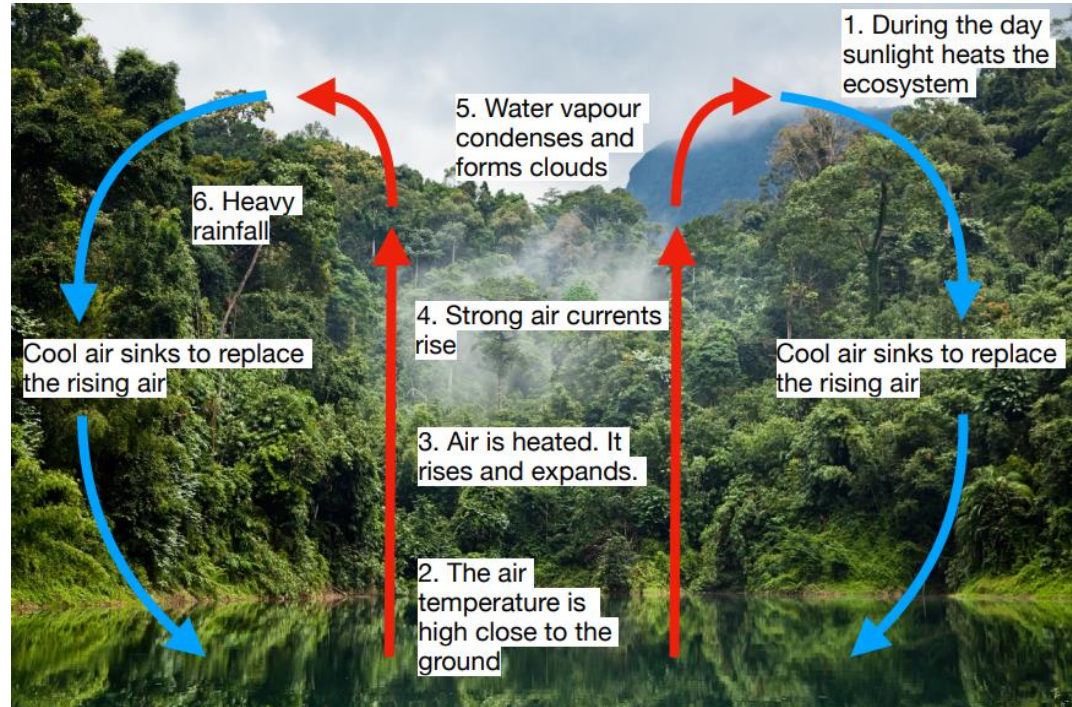 1. During the day
sunlight heats the
ecosystem
2. The air
temperature is
high close to the
ground
3. Air is heated. It
rises and expands.
4. Strong air currents
rise
5. Water vapour
condenses and
forms clouds
6. Heavy
rainfall
Cool air sinks to replace
the rising air
Cool air sinks to replace
the rising air